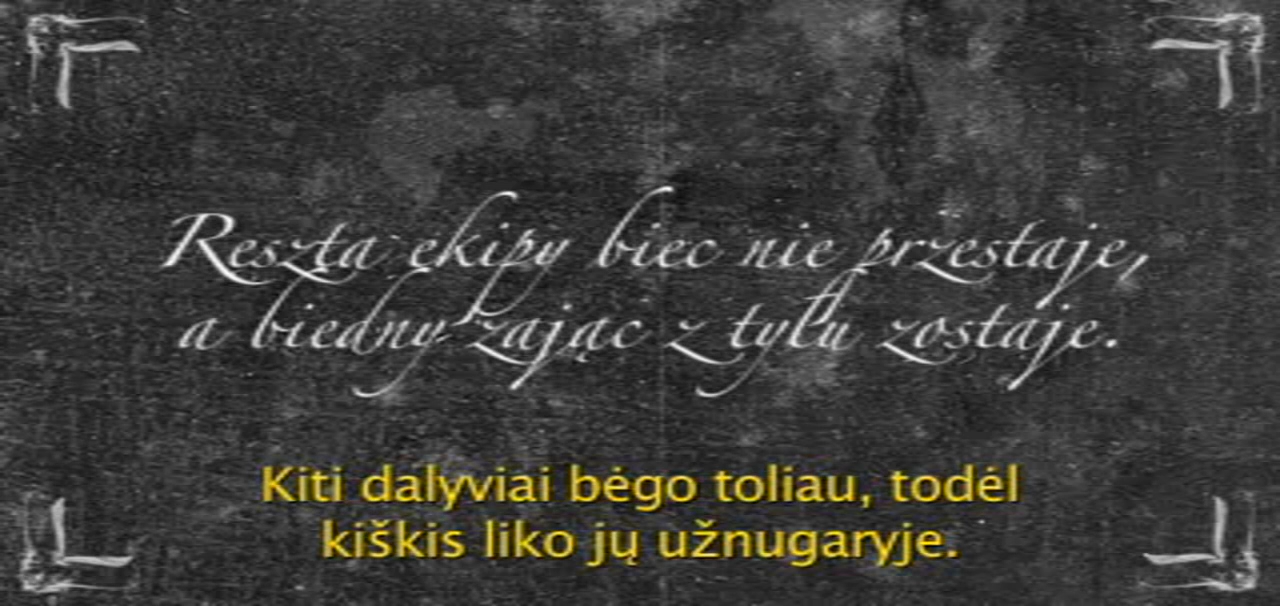 Reszta ekipy biec nie przestaje,
a biedny zając z tyłu zostaje.
Kiti dalyviai bėgo toliau, todėl
kiškis liko jų užnugaryje.